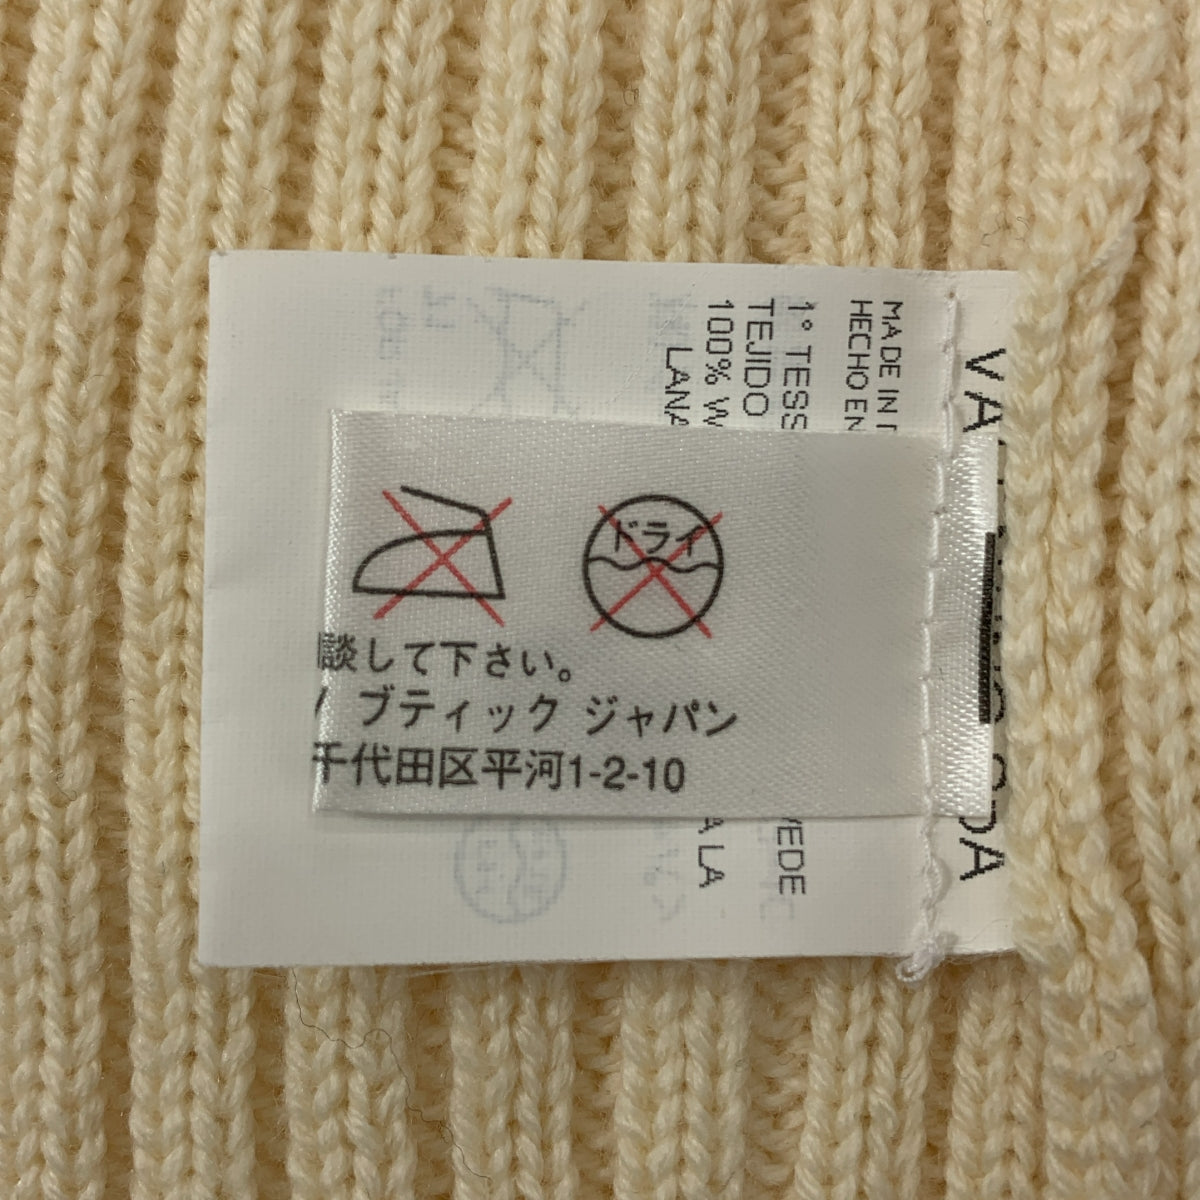 ドライ
談して下さい。
ブティック ジャパン
千代田区平河1-2-10
VA
MADE IN
HECHO EN
1° TESS
TEJIDO
100% W
LANA
VEDE
A LA
DA